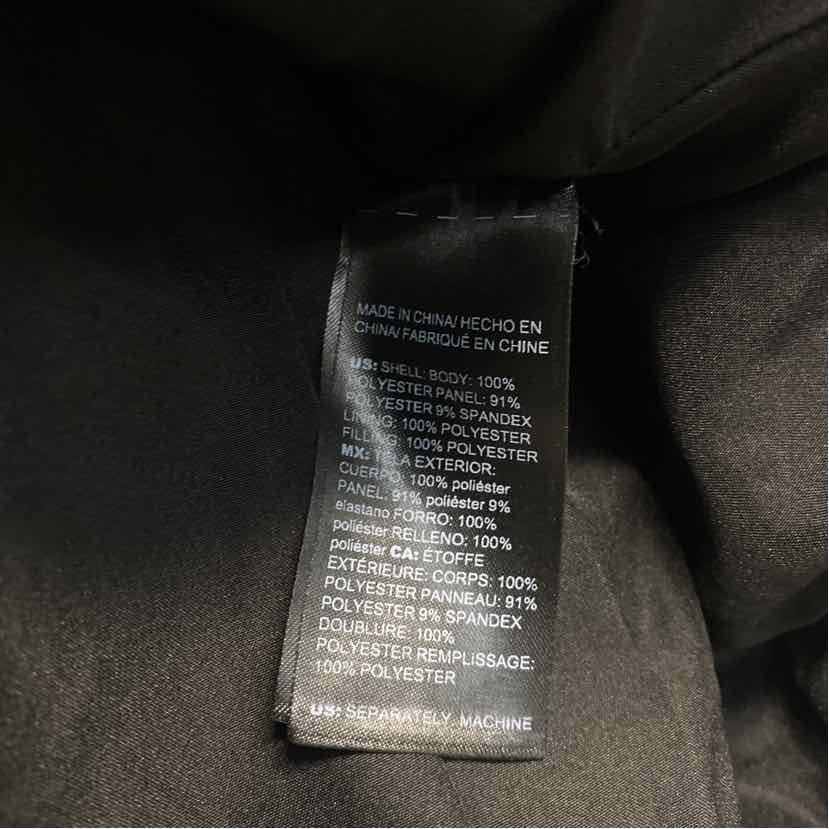 MADE IN CHINA/ HECHO EN
CHINA/ FABRIQUÉ EN CHINE
US: SHELL: BODY: 100%
POLYESTER PANEL: 91%
POLYESTER 9% SPANDEX
LINING: 100% POLYESTER
FILLING: 100% POLYESTER
MX: TELA EXTERIOR:
CUERPO: 100% poliéster
PANEL: 91% poliéster 9%
elastano FORRO: 100%
poliéster RELLENO: 100%
poliéster CA: ÉTOFFE
EXTÉRIEURE: CORPS: 100%
POLYESTER PANNEAU: 91%
POLYESTER 9% SPANDEX
DOUBLURE: 100%
POLYESTER REMPLISSAGE:
100% POLYESTER
US: SEPARATELY, MACHINE